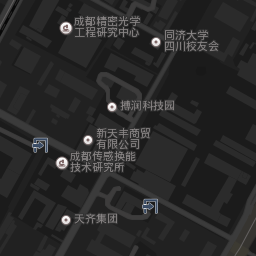 成都精密光学
工程研究中心
同济大学
四川校友会
搏润科技园
新天丰商贸
有限公司
成都传感换能
技术研究所
天齐集团